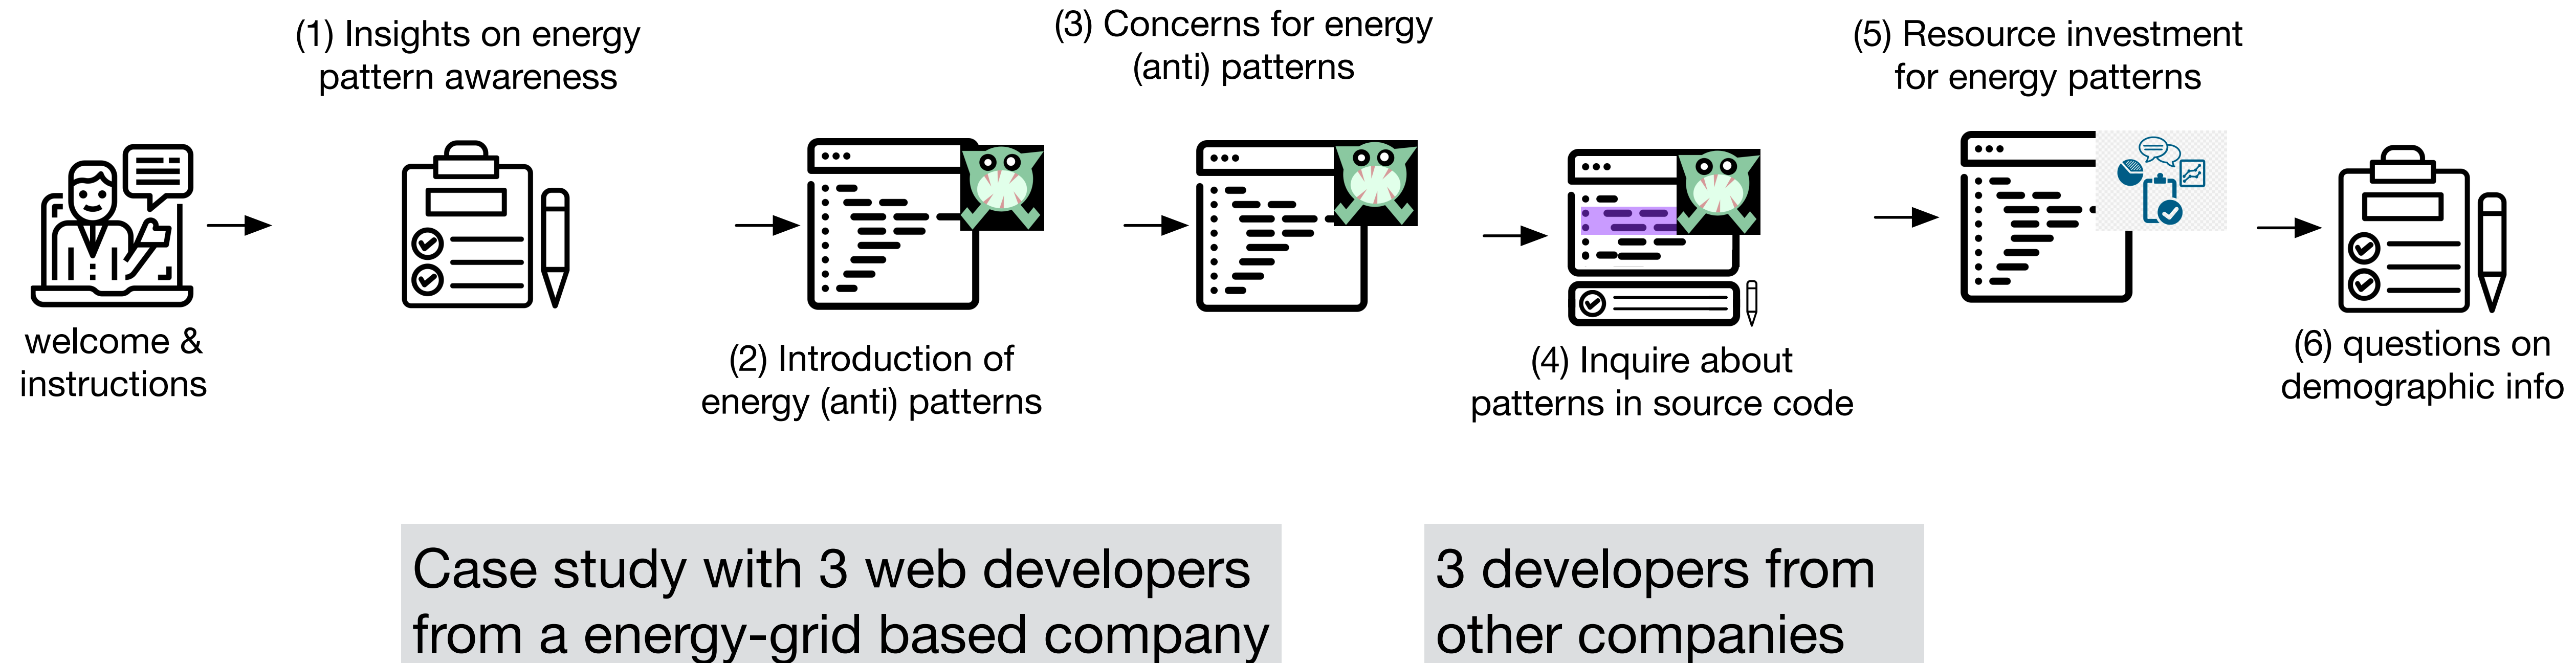 welcome &
instructions
(1) Insights on energy
pattern awareness
(2) Introduction of
energy (anti) patterns
(3) Concerns for energy
(anti) patterns
(4) Inquire about
patterns in source code
(5) Resource investment
for energy patterns
(6) questions on
demographic info
Case study with 3 web developers
from a energy-grid based company
3 developers from
other companies